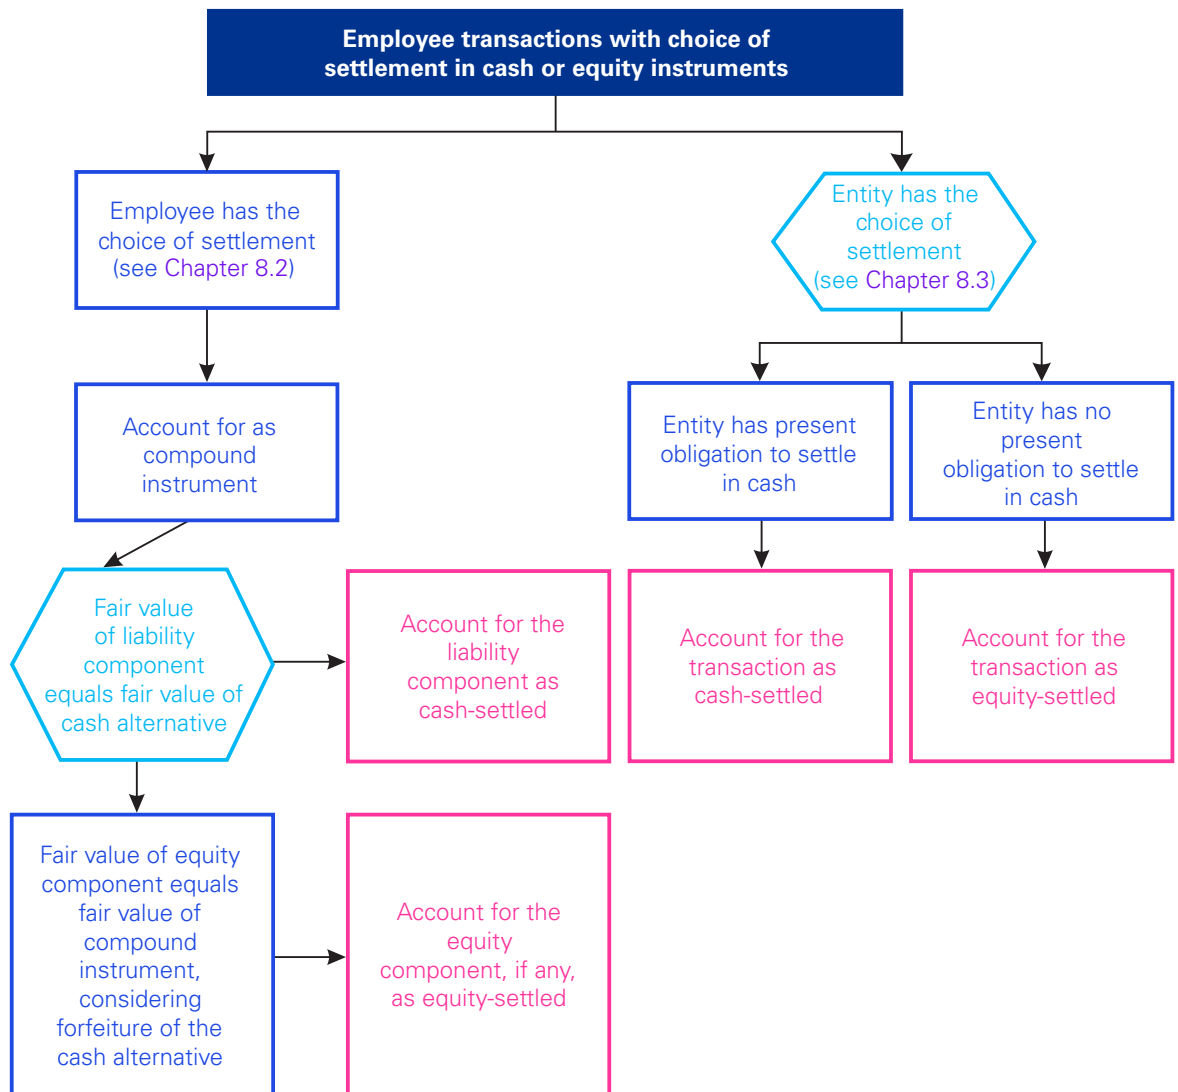 Employee transactions with choice of
settlement in cash or equity instruments
Employee has the
choice of settlement
(see Chapter 8.2)
Entity has the
choice of
settlement
(see Chapter 8.3)
Account for as
compound
instrument
Entity has present
obligation to settle
in cash
Entity has no
present
obligation to settle
in cash
Fair value
of liability
component
equals fair value of
cash alternative
Account for the
liability
component as
cash-settled
Account for the
transaction as
cash-settled
Account for the
transaction as
equity-settled
Fair value of equity
component equals
fair value of
compound
instrument,
considering
forfeiture of the
cash alternative
Account for the
equity
component, if any,
as equity-settled